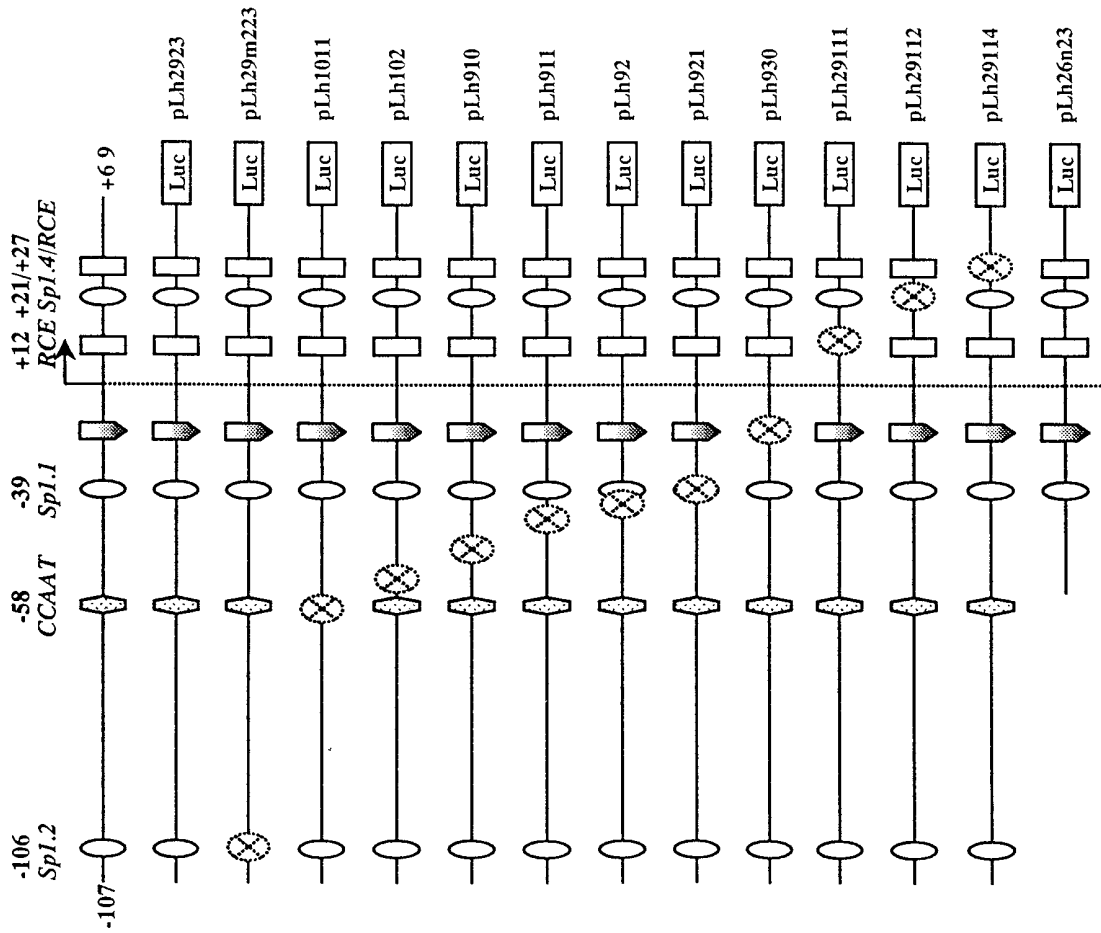 -106 -58 -39 +12 +21/+27
Sp1.2 CCAAT Sp1.1 RCE Sp1.4/RCE
-107 +6 9
Luc pLh2923
Luc pLh29m223
Luc pLh1011
Luc pLh102
Luc pLh910
Luc pLh911
Luc pLh92
Luc pLh921
Luc pLh930
Luc pLh29111
Luc pLh29112
Luc pLh29114
Luc pLh26n23